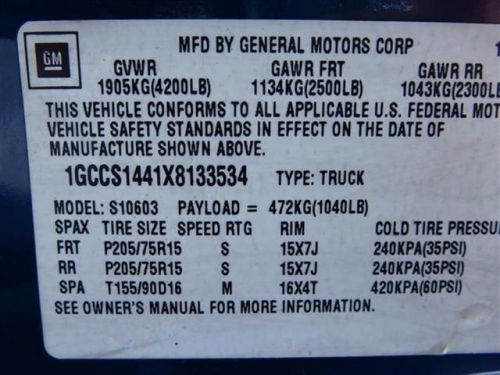 MFD BY GENERAL MOTORS CORP
GM
GVWR GAWR FRT GAWR RR
1905KG(4200LB) 1134KG(2500LB) 1043KG(2300LB
THIS VEHICLE CONFORMS TO ALL APPLICABLE U.S. FEDERAL MOT
VEHICLE SAFETY STANDARDS IN EFFECT ON THE DATE OF
MANUFACTURE SHOWN ABOVE.
1GCCS1441X8133534 TYPE: TRUCK
MODEL: S10603 PAYLOAD = 472KG(1040LB)
SPAX TIRE SIZE SPEED RTG RIM COLD TIRE PRESSU
FRT P205/75R15 S 15X7J 240KPA(35PSI)
RR P205/75R15 S 15X7J 240KPA(35PSI)
SPA T155/90D16 M 16X4T 420KPA(60PSI)
SEE OWNER'S MANUAL FOR MORE INFORMATION.